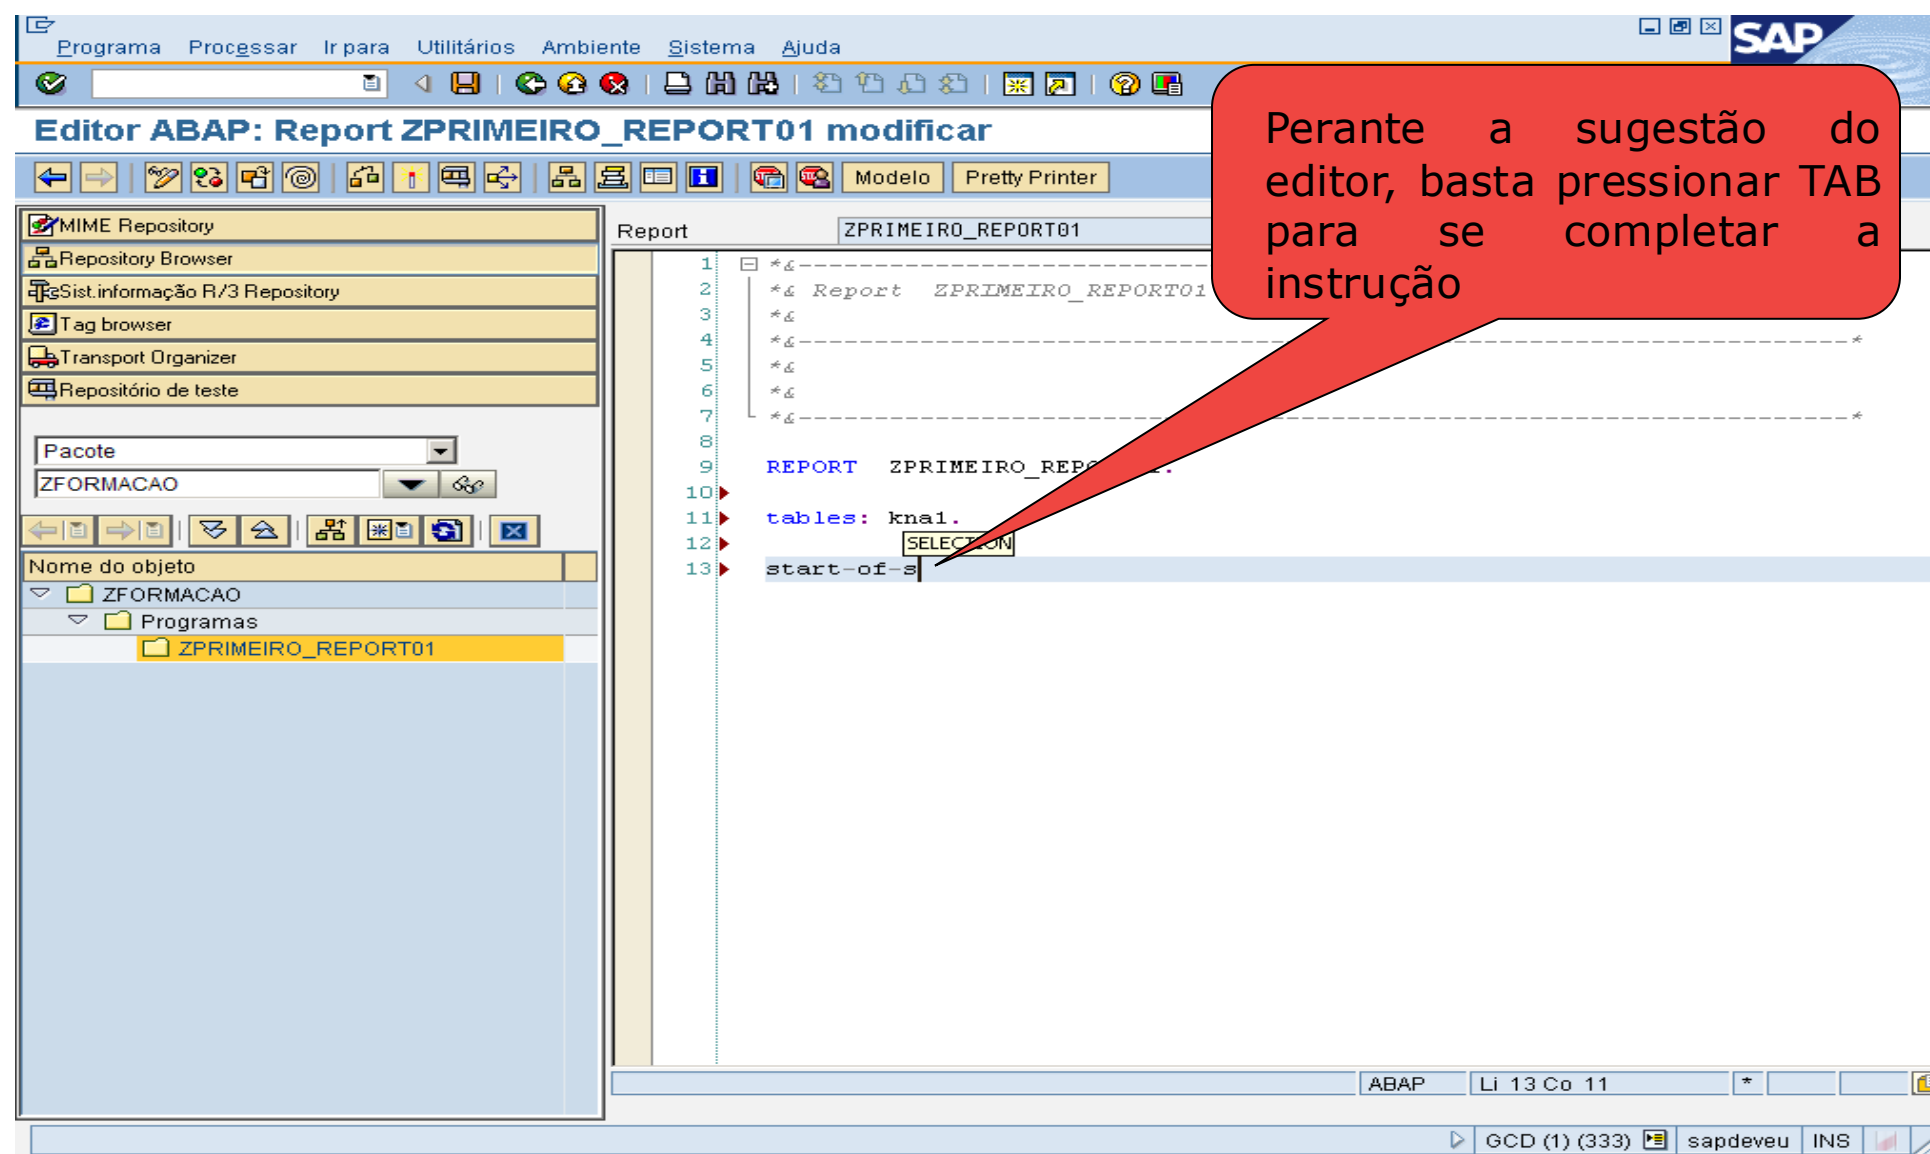 Programa Processar Ir para Utilitários Ambiente Sistema Ajuda
SAP
Editor ABAP: Report ZPRIMEIRO_REPORT01 modificar
Modelo Pretty Printer
Perante a sugestão do
editor, basta pressionar TAB
para se completar a
instrução
MIME Repository
Repository Browser
Sist.informação R/3 Repository
Tag browser
Transport Organizer
Repositório de teste
Pacote
ZFORMACAO
Nome do objeto
ZFORMACAO
Programas
ZPRIMEIRO_REPORT01
Report ZPRIMEIRO_REPORT01
1 *&---------------------------
2 *& Report ZPRIMEIRO_REPORT01
3 *&
4 *&---------------------------------------------------------------------*
5 *&
6 *&
7 *&---------------------------------------------------------------------*
8
9 REPORT ZPRIMEIRO_REPO
10
11 tables: kna1.
12 SELECTION
13 start-of-s
ABAP Li 13 Co 11 *
GCD (1) (333) sapdeveu INS